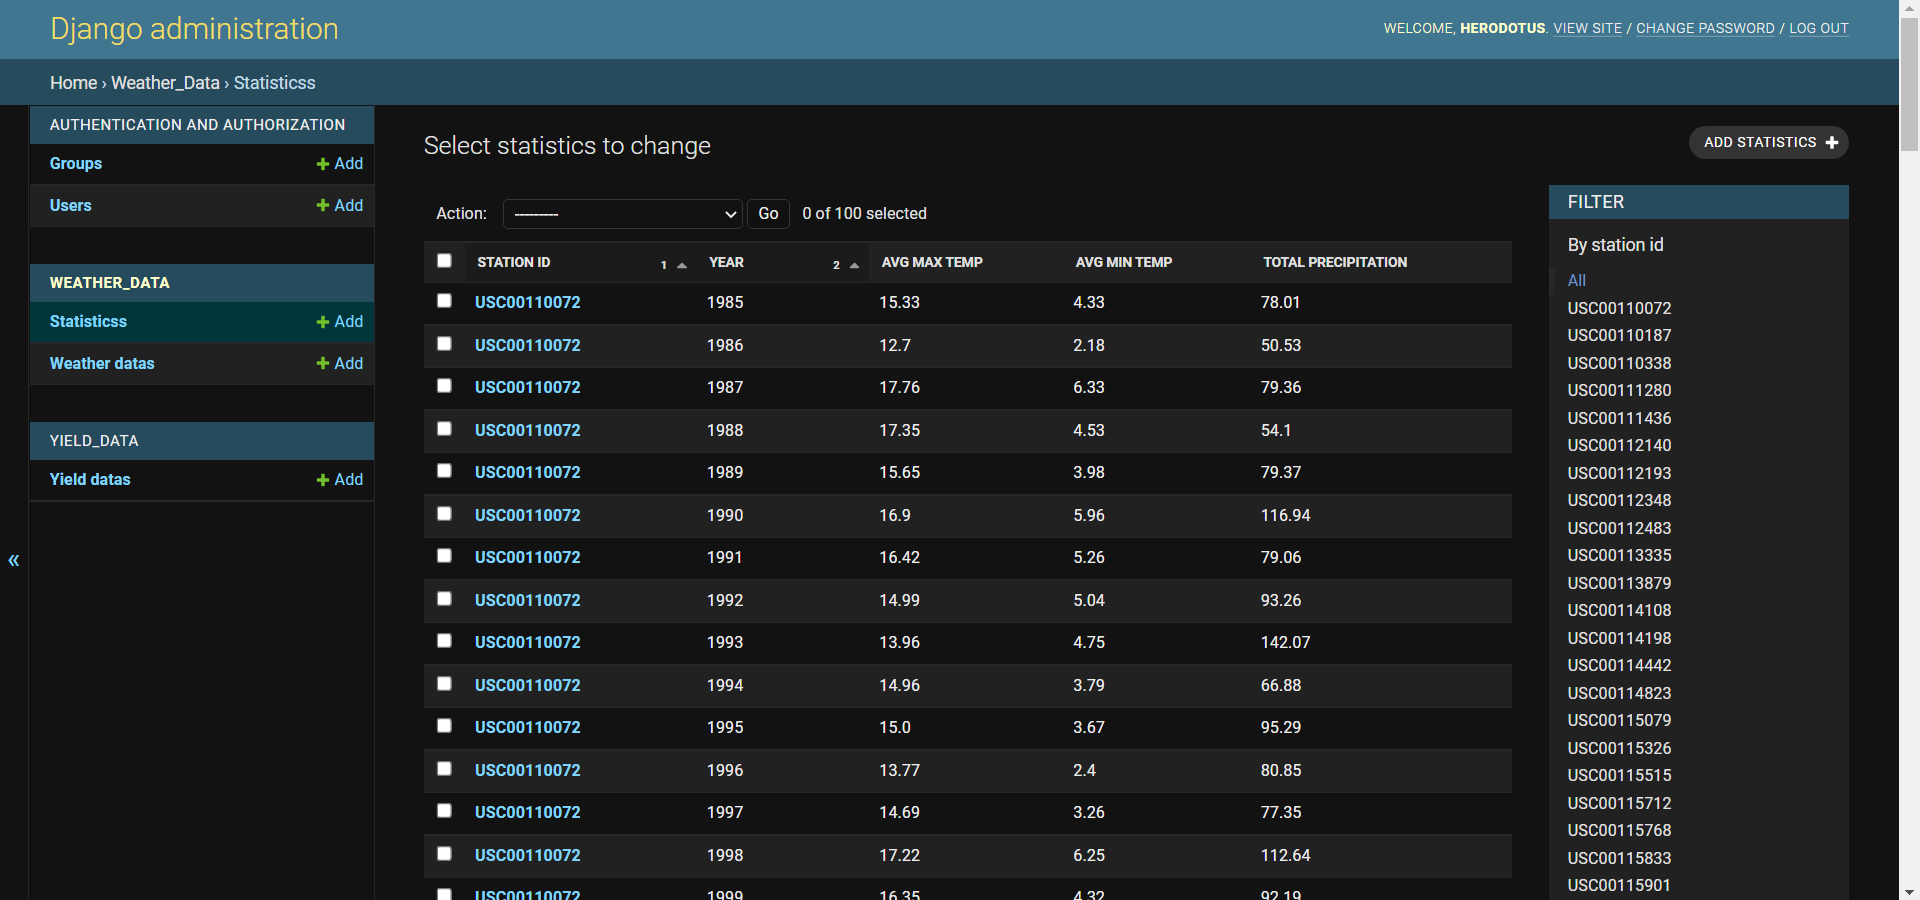 Django administration
WELCOME, HERODOTUS. VIEW SITE / CHANGE PASSWORD / LOG OUT
Home › Weather_Data › Statisticss
AUTHENTICATION AND AUTHORIZATION
Groups + Add
Users + Add
WEATHER_DATA
Statisticss + Add
Weather datas + Add
YIELD_DATA
Yield datas + Add
«
Select statistics to change
ADD STATISTICS +
Action: --------- Go 0 of 100 selected
STATION ID 1 YEAR 2 AVG MAX TEMP AVG MIN TEMP TOTAL PRECIPITATION
USC00110072 1985 15.33 4.33 78.01
USC00110072 1986 12.7 2.18 50.53
USC00110072 1987 17.76 6.33 79.36
USC00110072 1988 17.35 4.53 54.1
USC00110072 1989 15.65 3.98 79.37
USC00110072 1990 16.9 5.96 116.94
USC00110072 1991 16.42 5.26 79.06
USC00110072 1992 14.99 5.04 93.26
USC00110072 1993 13.96 4.75 142.07
USC00110072 1994 14.96 3.79 66.88
USC00110072 1995 15.0 3.67 95.29
USC00110072 1996 13.77 2.4 80.85
USC00110072 1997 14.69 3.26 77.35
USC00110072 1998 17.22 6.25 112.64
USC00110072 1999 16.35 4.32 92.19
FILTER
By station id
All
USC00110072
USC00110187
USC00110338
USC00111280
USC00111436
USC00112140
USC00112193
USC00112348
USC00112483
USC00113335
USC00113879
USC00114108
USC00114198
USC00114442
USC00114823
USC00115079
USC00115326
USC00115515
USC00115712
USC00115768
USC00115833
USC00115901